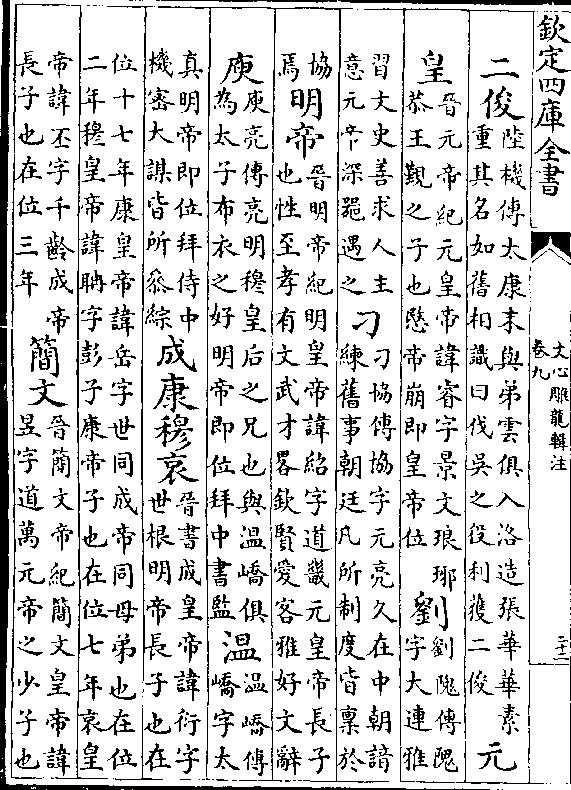 欽定四庫全書
文心雕龍輯注
卷九
二俊 陸機傳太康末與弟雲俱入洛造張華華素重其名如舊相識曰伐吳之役利獲二俊 元
皇 晉元帝紀元皇帝諱睿字景文琅琊恭王覲之子也愍帝崩即皇帝位 劉 劉隗傳隗字大連雅
習文史善求人主意元帝深器遇之 刁 刁協傳協字元亮久在中朝諳練舊事朝廷凡所制度皆稟於
協焉 明帝 晉明帝紀明皇帝諱紹字道畿元皇帝長子也性至孝有文武才畧欽賢愛客雅好文辭
庾 庾亮傳亮明穆皇后之兄也與溫嶠俱為太子布衣之好明帝即位拜中書監 溫 溫嶠傳嶠字太
真明帝即位拜侍中機密大謀皆所叅綜 成康穆哀 晉書成皇帝諱衍字世根明帝長子也在
位十七年康皇帝諱岳字世同成帝同母弟也在位二年穆皇帝諱聃字彭子康帝子也在位七年哀皇
帝諱丕字千齡成帝長子也在位三年 簡文 晉簡文帝紀簡文皇帝諱昱字道萬元帝之少子也